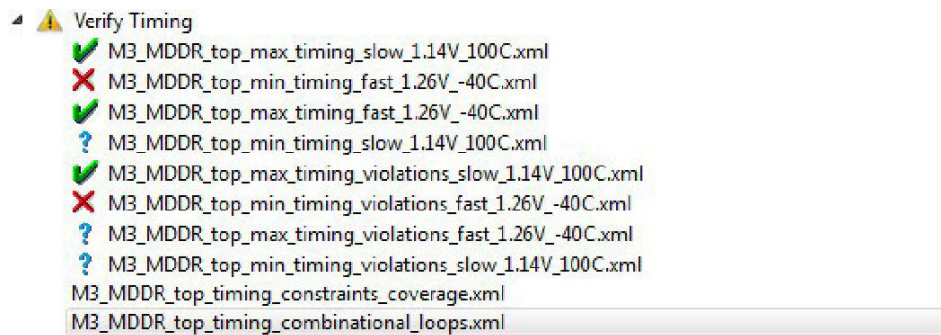 Verify Timing
M3_MDDR_top_max_timing_slow_1.14V_100C.xml
M3_MDDR_top_min_timing_fast_1.26V_-40C.xml
M3_MDDR_top_max_timing_fast_1.26V_-40C.xml
M3_MDDR_top_min_timing_slow_1.14V_100C.xml
M3_MDDR_top_max_timing_violations_slow_1.14V_100C.xml
M3_MDDR_top_min_timing_violations_fast_1.26V_-40C.xml
M3_MDDR_top_max_timing_violations_fast_1.26V_-40C.xml
M3_MDDR_top_min_timing_violations_slow_1.14V_100C.xml
M3_MDDR_top_timing_constraints_coverage.xml
M3_MDDR_top_timing_combinational_loops.xml